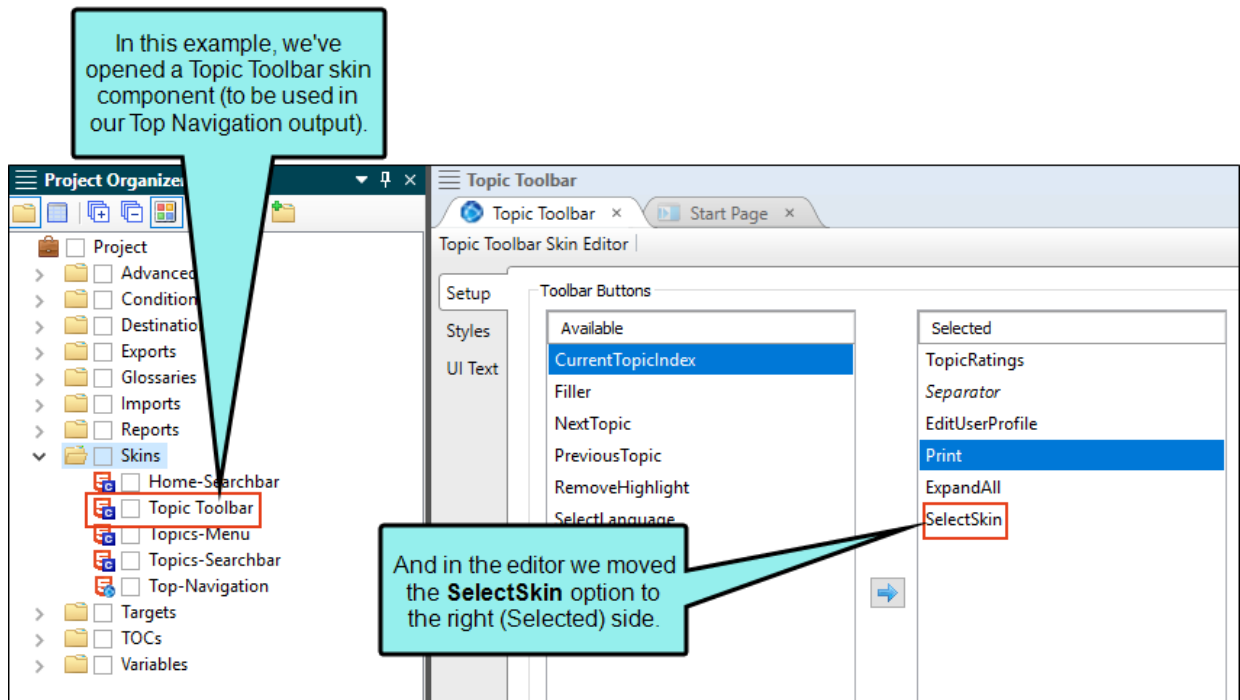 In this example, we've
opened a Topic Toolbar skin
component (to be used in
our Top Navigation output).
Project Organizer
Project
Advanced
Condition
Destinatio
Exports
Glossaries
Imports
Reports
Skins
Home-Searchbar
Topic Toolbar
Topics-Menu
Topics-Searchbar
Top-Navigation
Targets
TOCs
Variables
Topic Toolbar
Topic Toolbar × Start Page ×
Topic Toolbar Skin Editor
Setup
Styles
UI Text
Toolbar Buttons
Available
CurrentTopicIndex
Filler
NextTopic
PreviousTopic
RemoveHighlight
SelectLanguage
Selected
TopicRatings
Separator
EditUserProfile
Print
ExpandAll
SelectSkin
And in the editor we moved
the SelectSkin option to
the right (Selected) side.